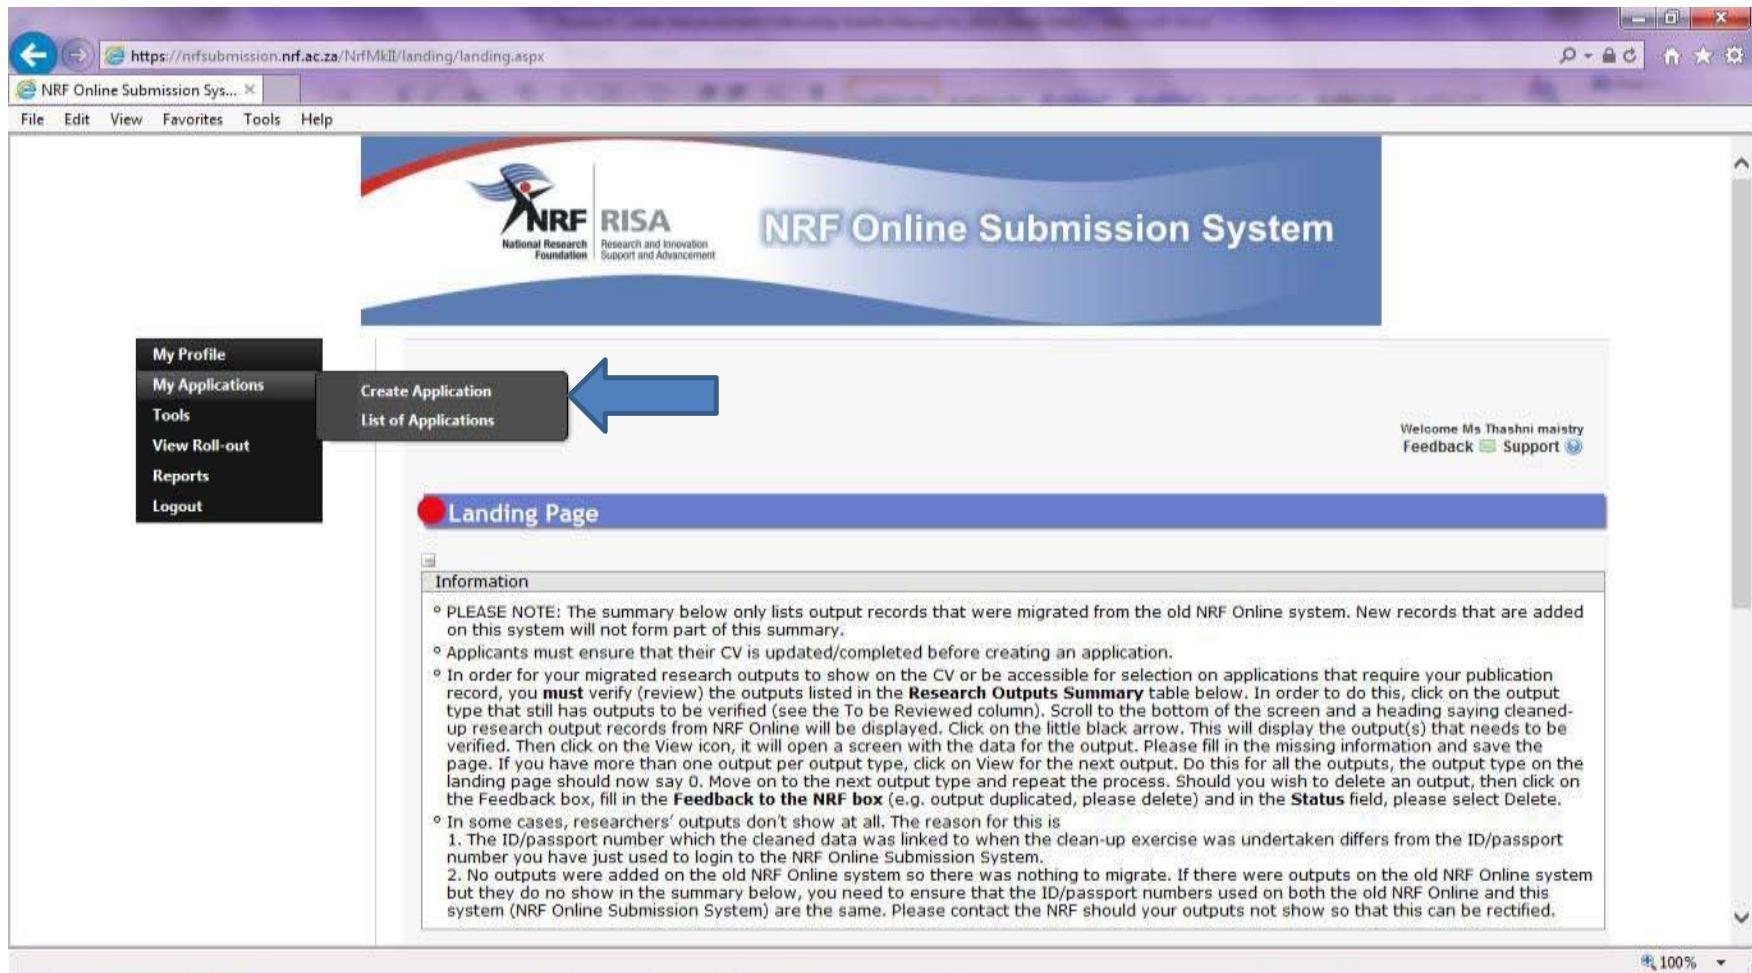 https://nrfsubmission.nrf.ac.za/NrfMkII/landing/landing.aspx
NRF Online Submission Sys...
File Edit View Favorites Tools Help
NRF RISA
National Research Foundation
Research and Innovation
Support and Advancement
NRF Online Submission System
My Profile
My Applications
Tools
View Roll-out
Reports
Logout
Create Application
List of Applications
Welcome Ms Thashni maistry
Feedback Support
Landing Page
Information
° PLEASE NOTE: The summary below only lists output records that were migrated from the old NRF Online system. New records that are added
on this system will not form part of this summary.
° Applicants must ensure that their CV is updated/completed before creating an application.
° In order for your migrated research outputs to show on the CV or be accessible for selection on applications that require your publication
record, you must verify (review) the outputs listed in the Research Outputs Summary table below. In order to do this, click on the output
type that still has outputs to be verified (see the To be Reviewed column). Scroll to the bottom of the screen and a heading saying cleaned-
up research output records from NRF Online will be displayed. Click on the little black arrow. This will display the output(s) that needs to be
verified. Then click on the View icon, it will open a screen with the data for the output. Please fill in the missing information and save the
page. If you have more than one output per output type, click on View for the next output. Do this for all the outputs, the output type on the
landing page should now say 0. Move on to the next output type and repeat the process. Should you wish to delete an output, then click on
the Feedback box, fill in the Feedback to the NRF box (e.g. output duplicated, please delete) and in the Status field, please select Delete.
° In some cases, researchers' outputs don't show at all. The reason for this is
1. The ID/passport number which the cleaned data was linked to when the clean-up exercise was undertaken differs from the ID/passport
number you have just used to login to the NRF Online Submission System.
2. No outputs were added on the old NRF Online system so there was nothing to migrate. If there were outputs on the old NRF Online system
but they do no show in the summary below, you need to ensure that the ID/passport numbers used on both the old NRF Online and this
system (NRF Online Submission System) are the same. Please contact the NRF should your outputs not show so that this can be rectified.
100%